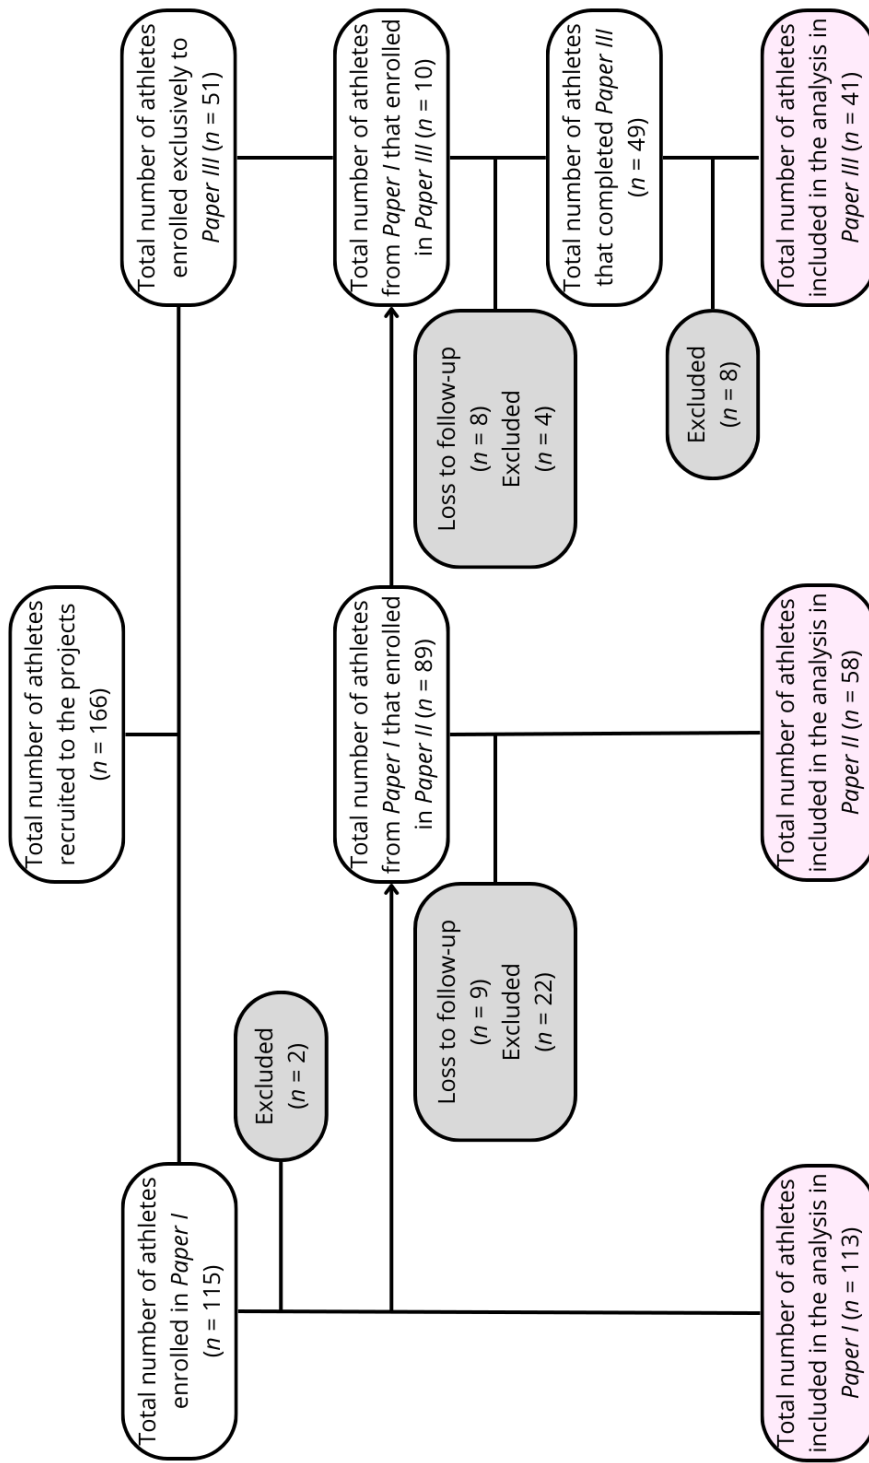 Total number of athletes
recruited to the projects
(n = 166)
Total number of athletes
enrolled in Paper I
(n = 115)
Total number of athletes
enrolled exclusively to
Paper III (n = 51)
Excluded
(n = 2)
Total number of athletes
from Paper I that enrolled
in Paper II (n = 89)
Total number of athletes
from Paper I that enrolled
in Paper III (n = 10)
Loss to follow-up
(n = 9)
Excluded
(n = 22)
Loss to follow-up
(n = 8)
Excluded
(n = 4)
Total number of athletes
that completed Paper III
(n = 49)
Excluded
(n = 8)
Total number of athletes
included in the analysis in
Paper I (n = 113)
Total number of athletes
included in the analysis in
Paper II (n = 58)
Total number of athletes
included in the analysis in
Paper III (n = 41)